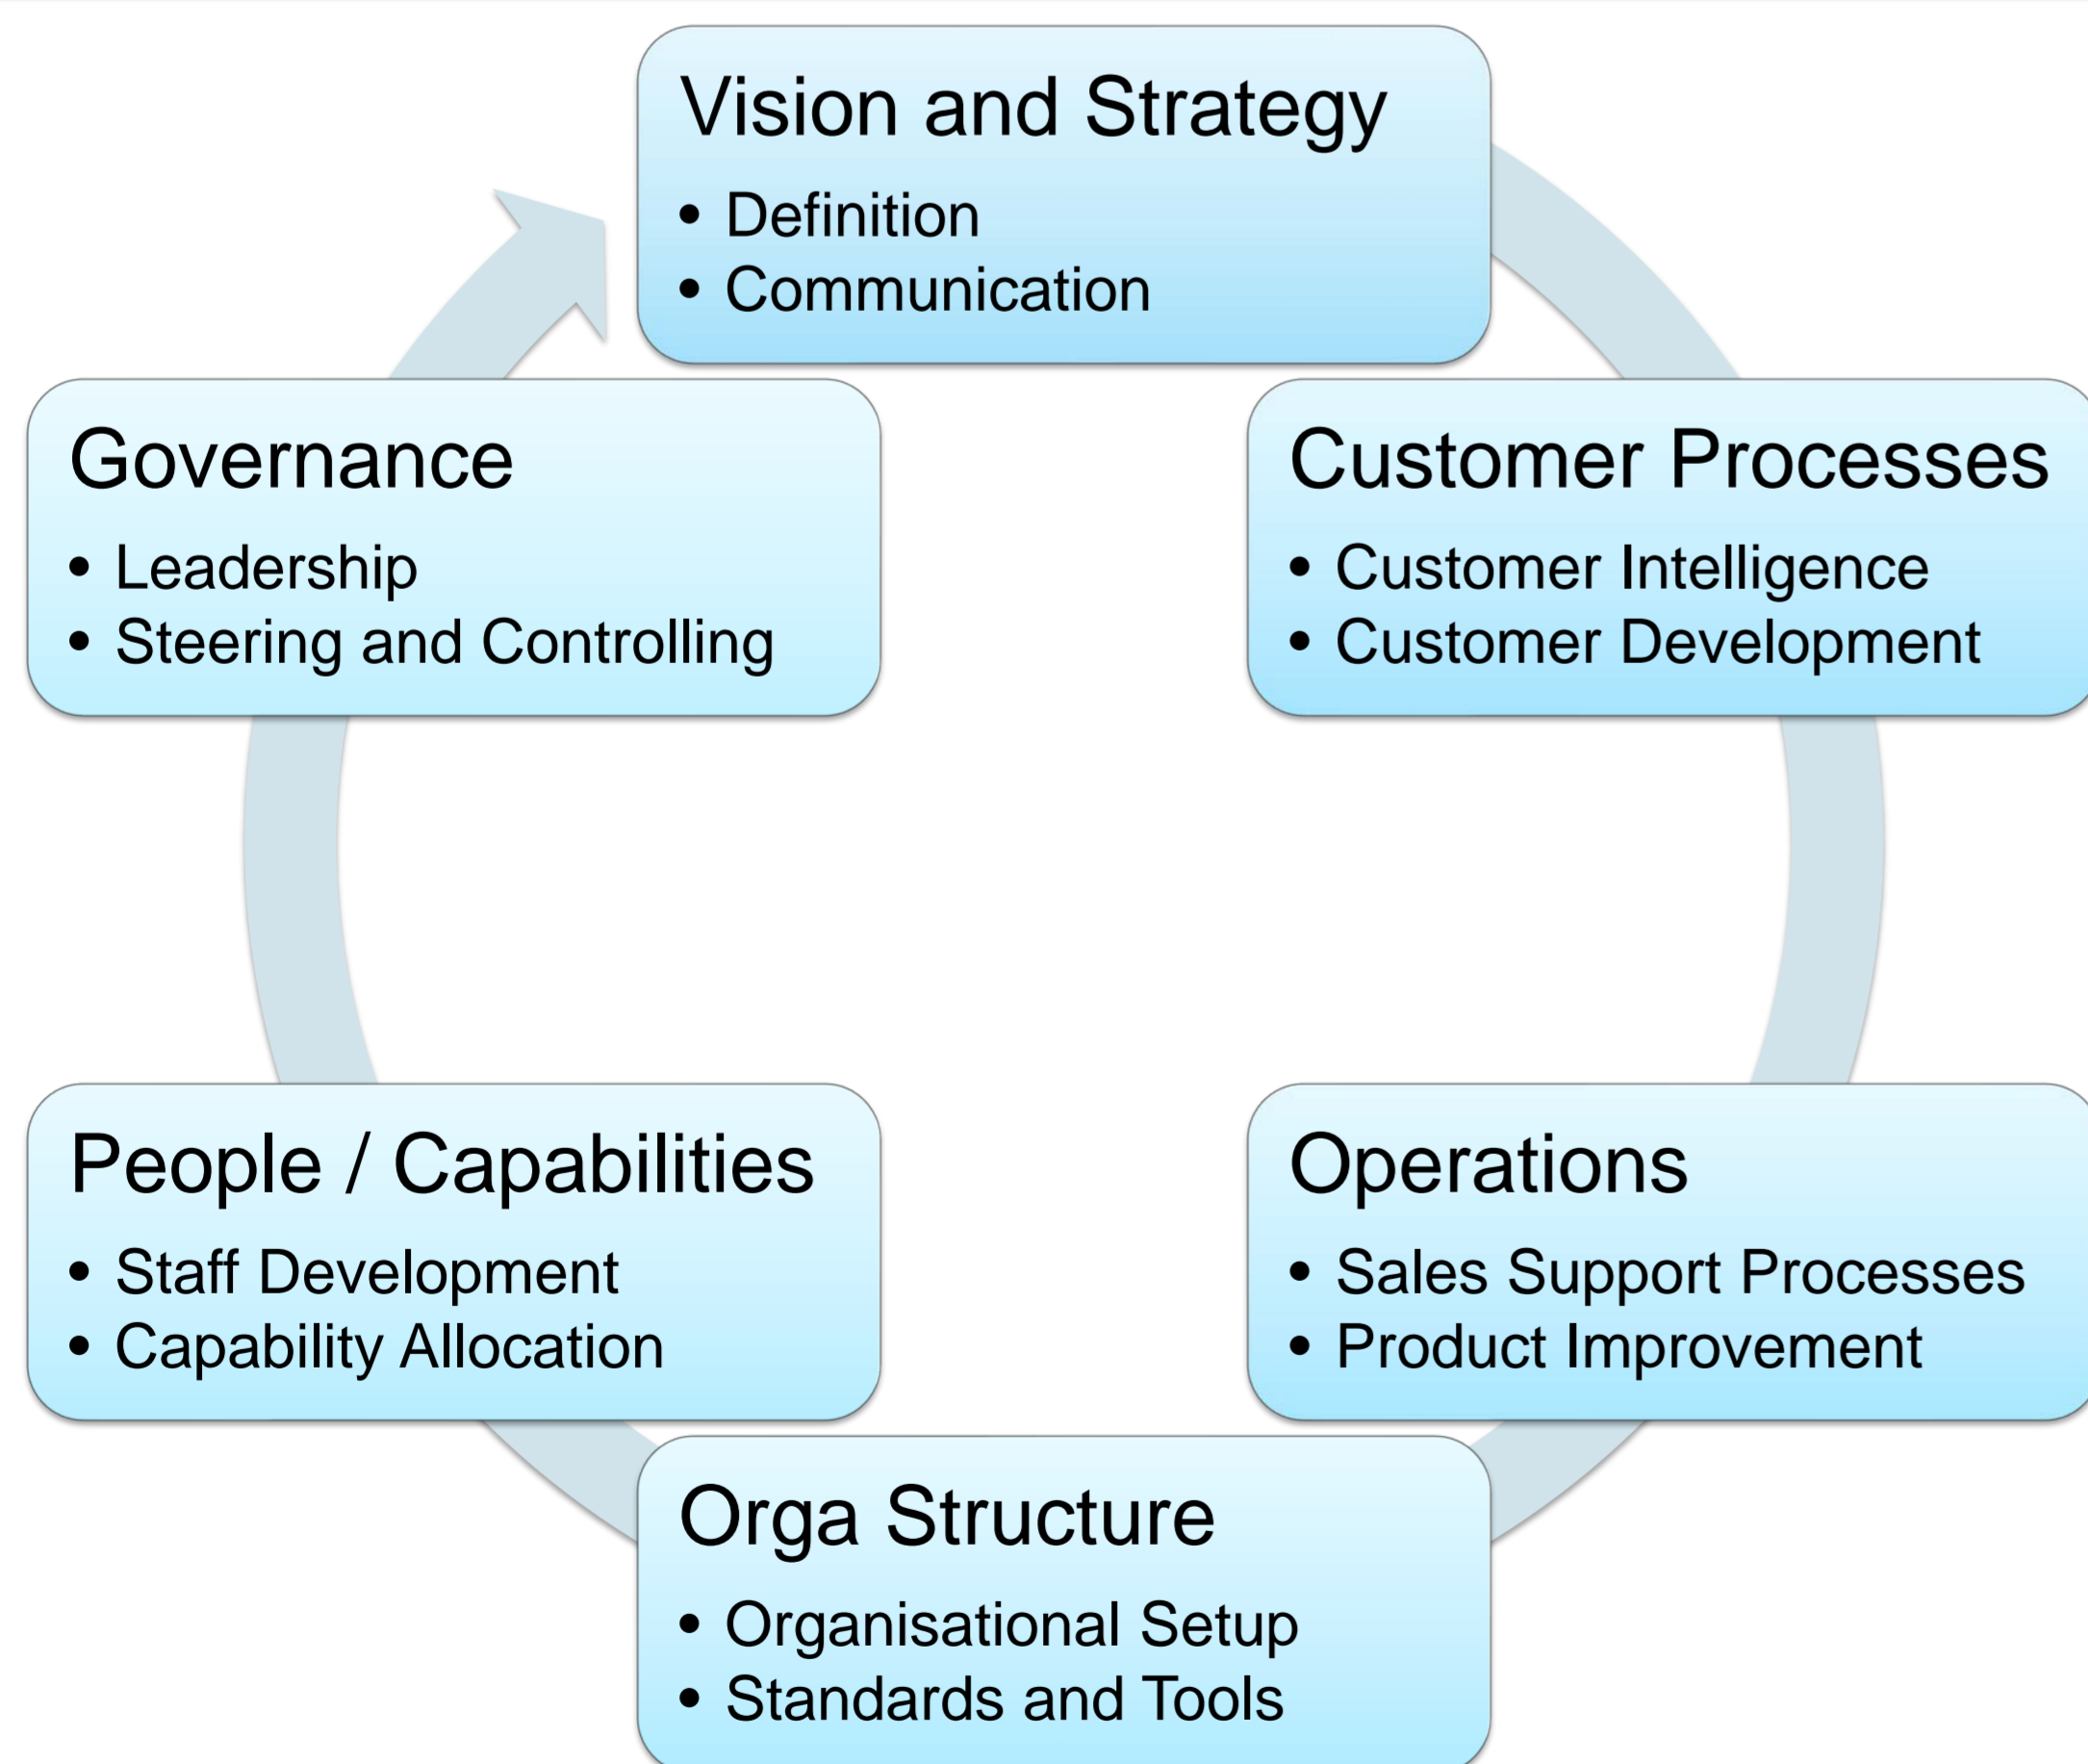 Vision and Strategy
• Definition
• Communication
Customer Processes
• Customer Intelligence
• Customer Development
Operations
• Sales Support Processes
• Product Improvement
Orga Structure
• Organisational Setup
• Standards and Tools
People / Capabilities
• Staff Development
• Capability Allocation
Governance
• Leadership
• Steering and Controlling